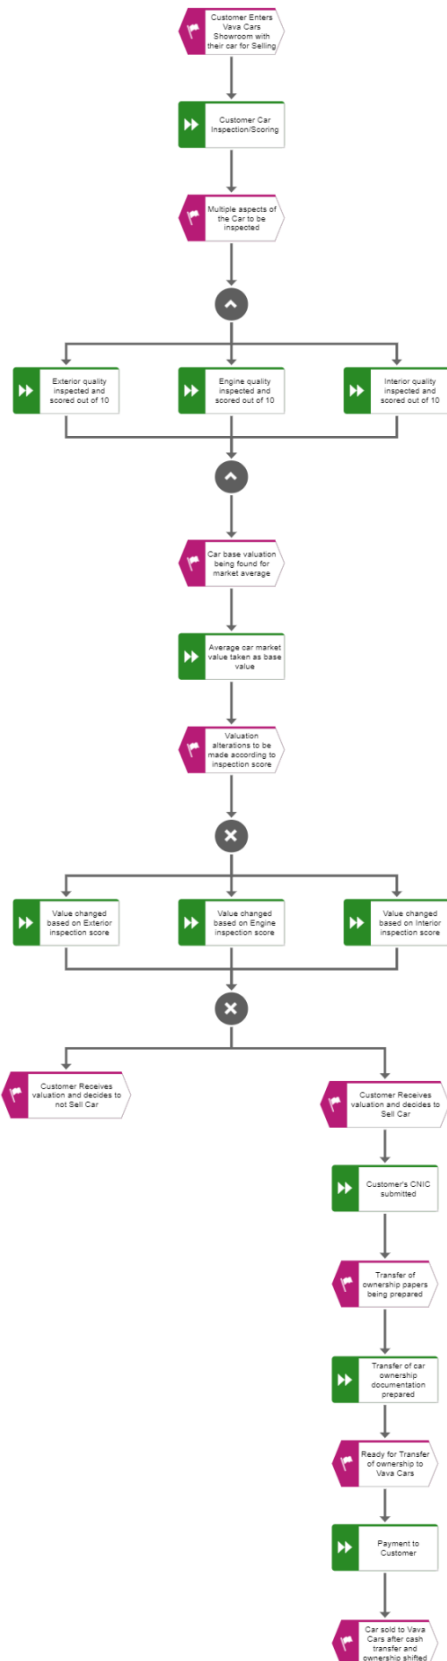 Customer Enters
Vava Cars
Showroom with
their car for Selling
Customer Car
Inspection/Scoring
Multiple aspects of
the Car to be
inspected
Exterior quality
inspected and
scored out of 10
Engine quality
inspected and
scored out of 10
Interior quality
inspected and
scored out of 10
Car base valuation
being found for
market average
Average car market
value taken as base
value
Valuation
alterations to be
made according to
inspection score
Value changed
based on Exterior
inspection score
Value changed
based on Engine
inspection score
Value changed
based on Interior
inspection score
Customer Receives
valuation and decides to
not Sell Car
Customer Receives
valuation and decides to
Sell Car
Customer's CNIC
submitted
Transfer of
ownership papers
being prepared
Transfer of car
ownership
documentation
prepared
Ready for Transfer
of ownership to
Vava Cars
Payment to
Customer
Car sold to Vava
Cars after cash
transfer and
ownership shifted